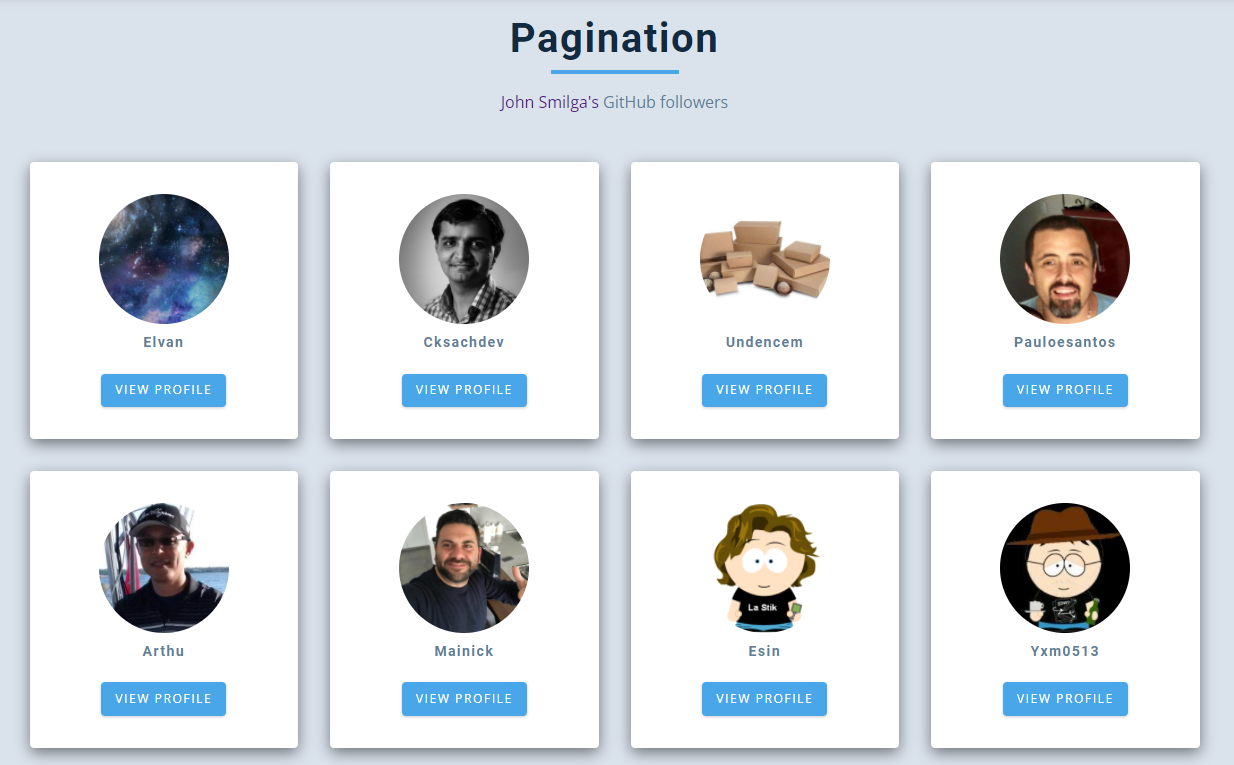 Pagination
John Smilga's GitHub followers
Elvan
Cksachdev
Undencem
Pauloesantos
VIEW PROFILE
VIEW PROFILE
VIEW PROFILE
VIEW PROFILE
La Stik
Arthu
Mainick
Esin
Yxm0513
VIEW PROFILE
VIEW PROFILE
VIEW PROFILE
VIEW PROFILE